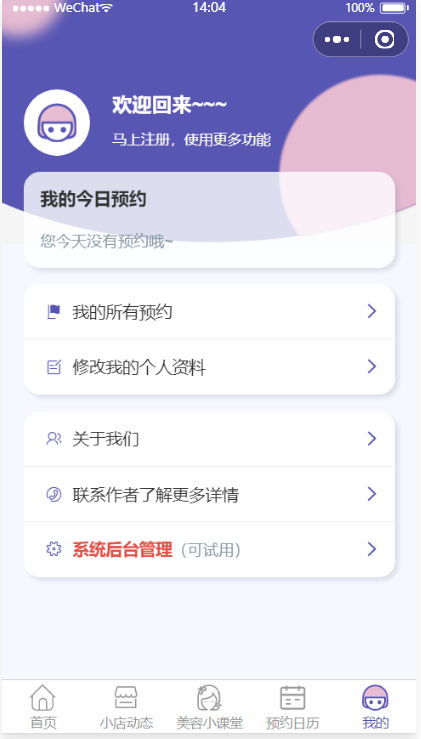 WeChat 14:04 100%
欢迎回来~~~
马上注册，使用更多功能
我的今日预约
您今天没有预约哦~
我的所有预约
修改我的个人资料
关于我们
联系作者了解更多详情
系统后台管理（可试用）
首页 小店动态 美容小课堂 预约日历 我的